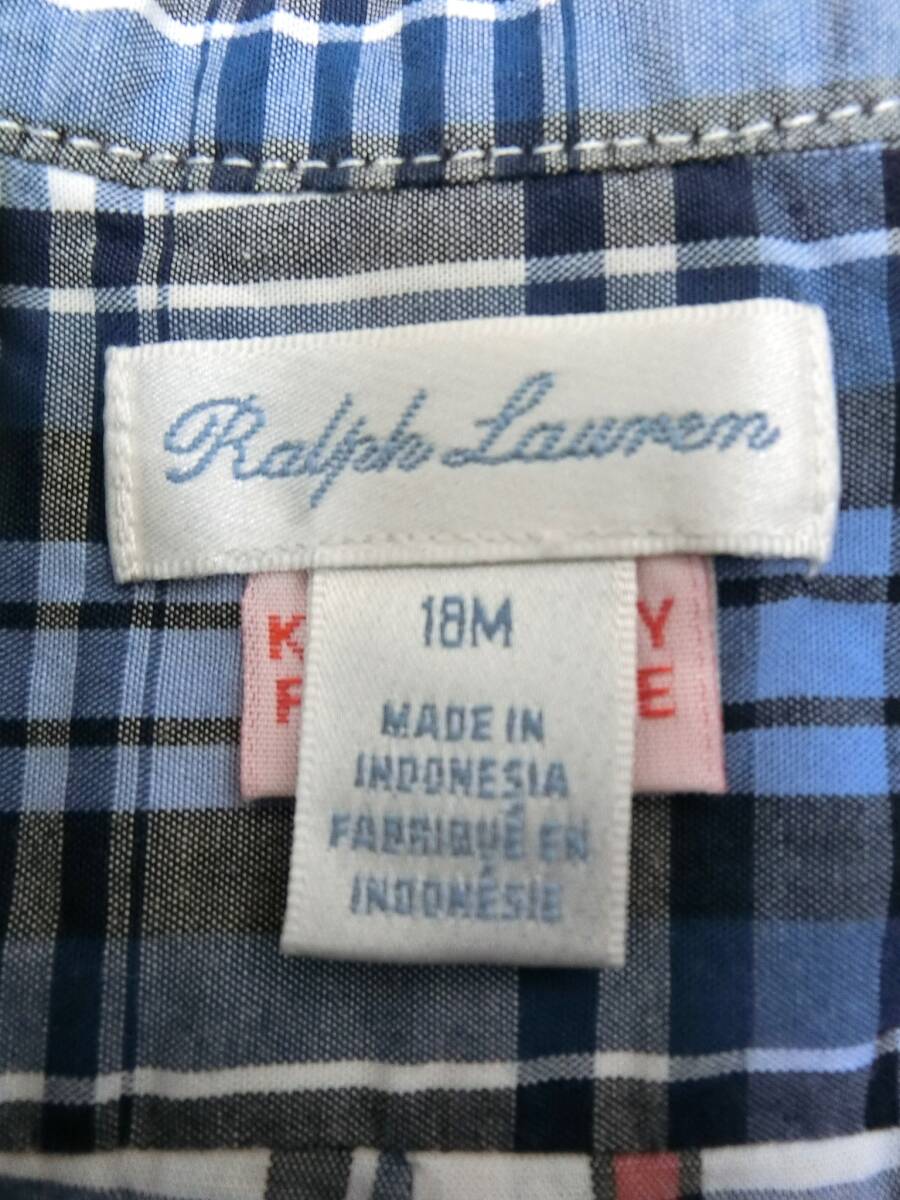 Ralph Lauren
18M
MADE IN
INDONESIA
FABRIQUÉ EN
INDONÉSIE